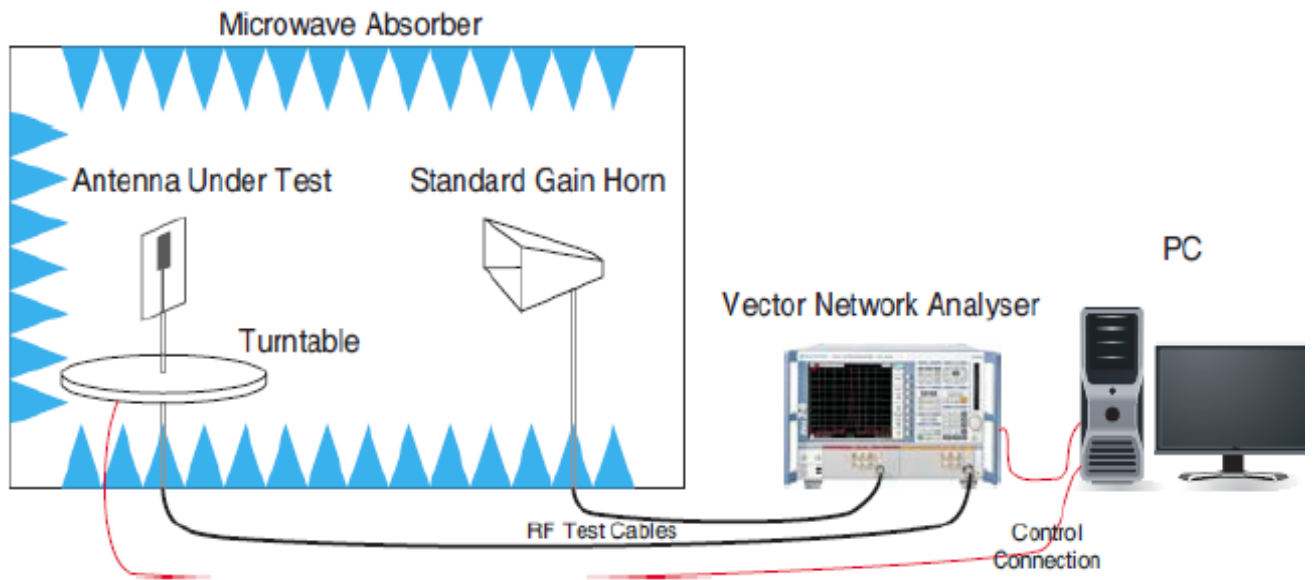 Microwave Absorber
Antenna Under Test
Standard Gain Horn
Turntable
PC
Vector Network Analyser
RF Test Cables
Control
Connection